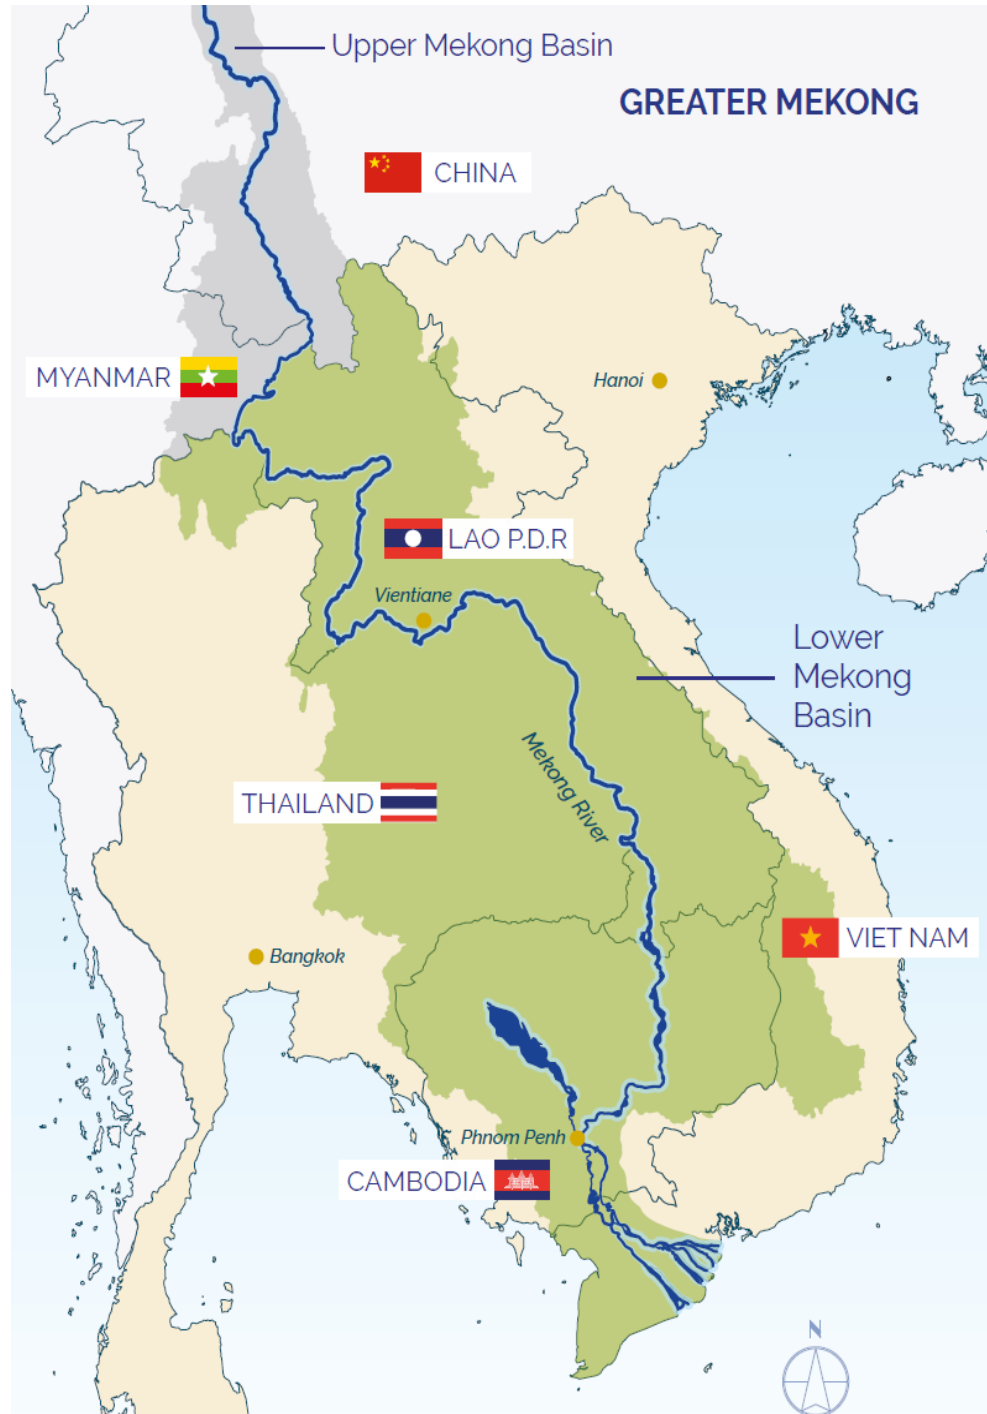 Upper Mekong Basin
GREATER MEKONG
CHINA
MYANMAR
Hanoi
LAO P.D.R
Vientiane
Lower
Mekong
Basin
Mekong River
THAILAND
VIET NAM
Bangkok
Phnom Penh
CAMBODIA
N